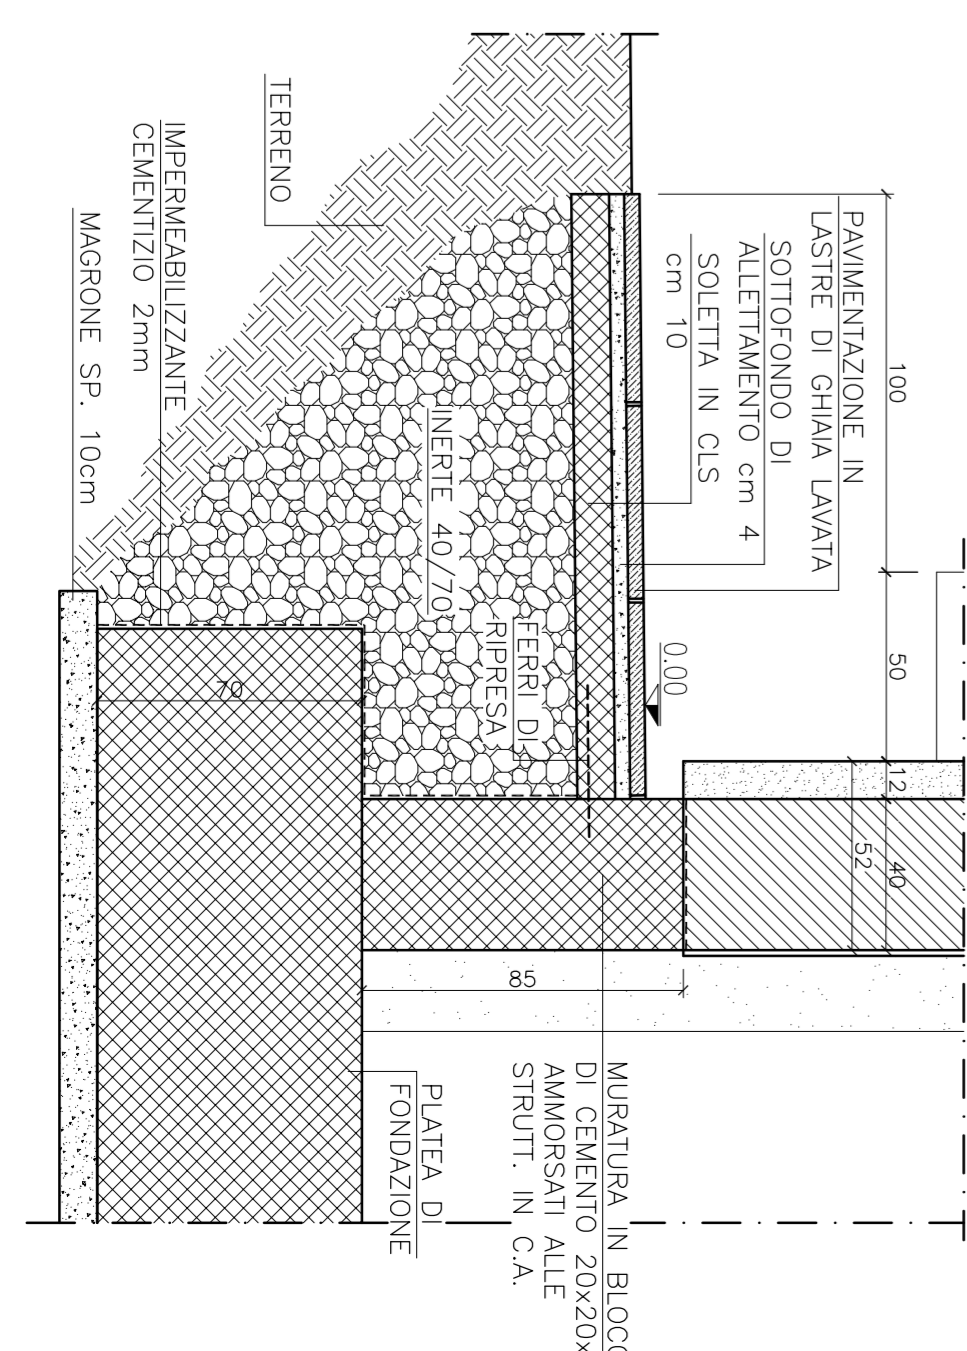 PAVIMENTAZIONE IN
LASTRE DI GHIAIA LAVATA
SOTTOFONDO DI
ALLETTAMENTO cm 4
SOLETTA IN CLS
cm 10
100
50
12
40
52
0.00
FERRI DI
RIPRESA
INERTE 40/70
TERRENO
IMPERMEABILIZZANTE
CEMENTIZIO 2mm
MAGRONE SP. 10cm
70
85
MURATURA IN BLOCC
DI CEMENTO 20x20x
AMMORSATI ALLE
STRUTT. IN C.A.
PLATEA DI
FONDAZIONE